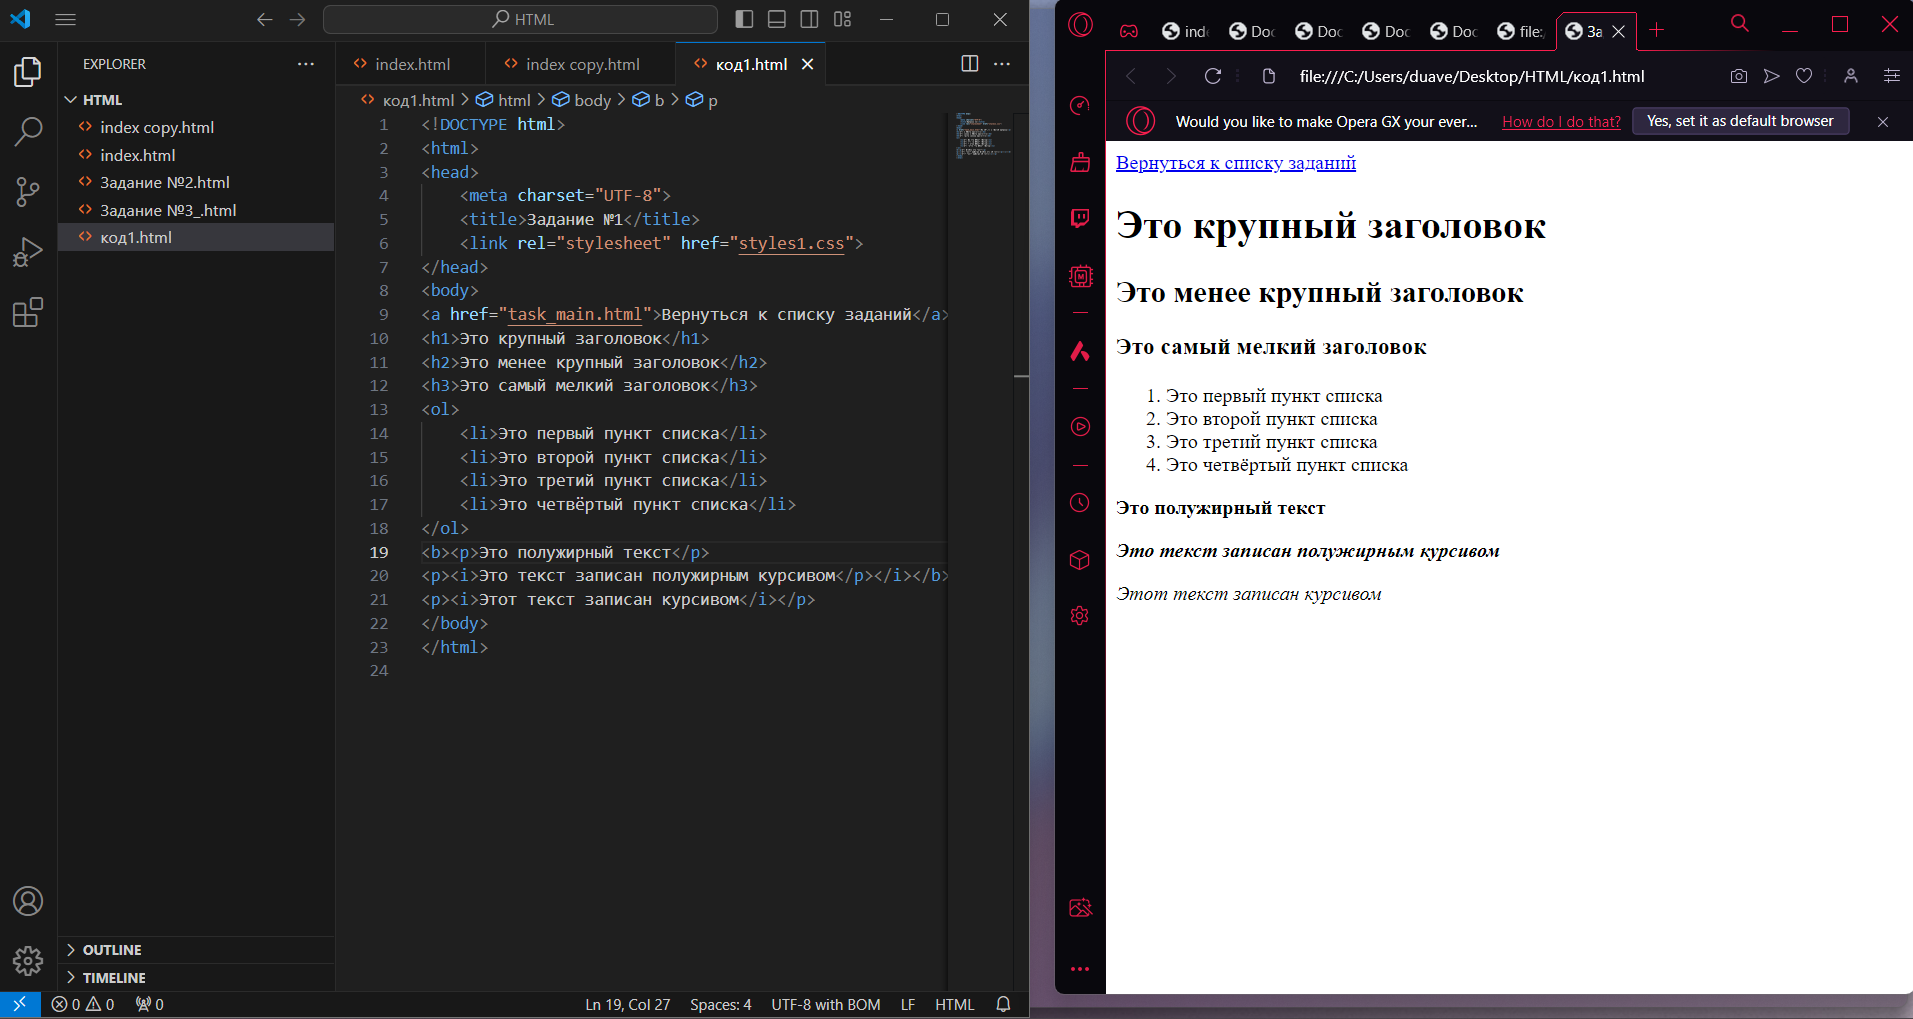 HTML
EXPLORER
HTML
index copy.html
index.html
Задание №2.html
Задание №3_.html
код1.html
OUTLINE
TIMELINE
index.html
index copy.html
код1.html
код1.html > html > body > b > p
1 <!DOCTYPE html>
2 <html>
3 <head>
4 <meta charset="UTF-8">
5 <title>Задание №1</title>
6 <link rel="stylesheet" href="styles1.css">
7 </head>
8 <body>
9 <a href="task_main.html">Вернуться к списку заданий</a>
10 <h1>Это крупный заголовок</h1>
11 <h2>Это менее крупный заголовок</h2>
12 <h3>Это самый мелкий заголовок</h3>
13 <ol>
14 <li>Это первый пункт списка</li>
15 <li>Это второй пункт списка</li>
16 <li>Это третий пункт списка</li>
17 <li>Это четвёртый пункт списка</li>
18 </ol>
19 <b><p>Это полужирный текст</p>
20 <p><i>Это текст записан полужирным курсивом</p></i></b>
21 <p><i>Этот текст записан курсивом</i></p>
22 </body>
23 </html>
24
0 0 0
Ln 19, Col 27 Spaces: 4 UTF-8 with BOM LF HTML
inde Doc Doc Doc Doc file:/ За
file:///C:/Users/duave/Desktop/HTML/код1.html
Would you like to make Opera GX your ever... How do I do that? Yes, set it as default browser
Вернуться к списку заданий
Это крупный заголовок
Это менее крупный заголовок
Это самый мелкий заголовок
1. Это первый пункт списка
2. Это второй пункт списка
3. Это третий пункт списка
4. Это четвёртый пункт списка
Это полужирный текст
Это текст записан полужирным курсивом
Этот текст записан курсивом